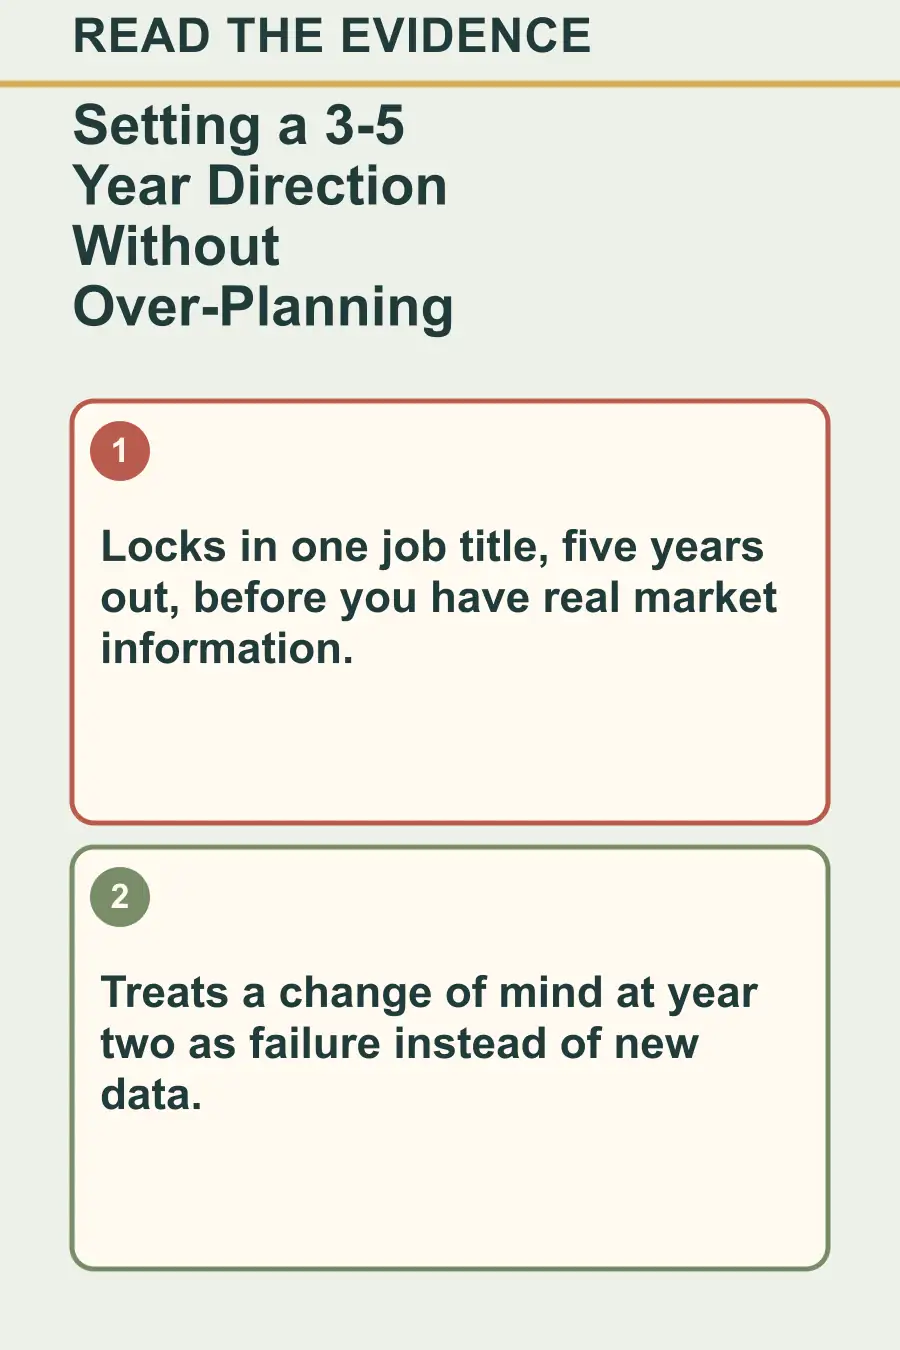 READ THE EVIDENCE
Setting a 3-5
Year Direction
Without
Over-Planning
1
Locks in one job title, five years
out, before you have real market
information.
2
Treats a change of mind at year
two as failure instead of new
data.